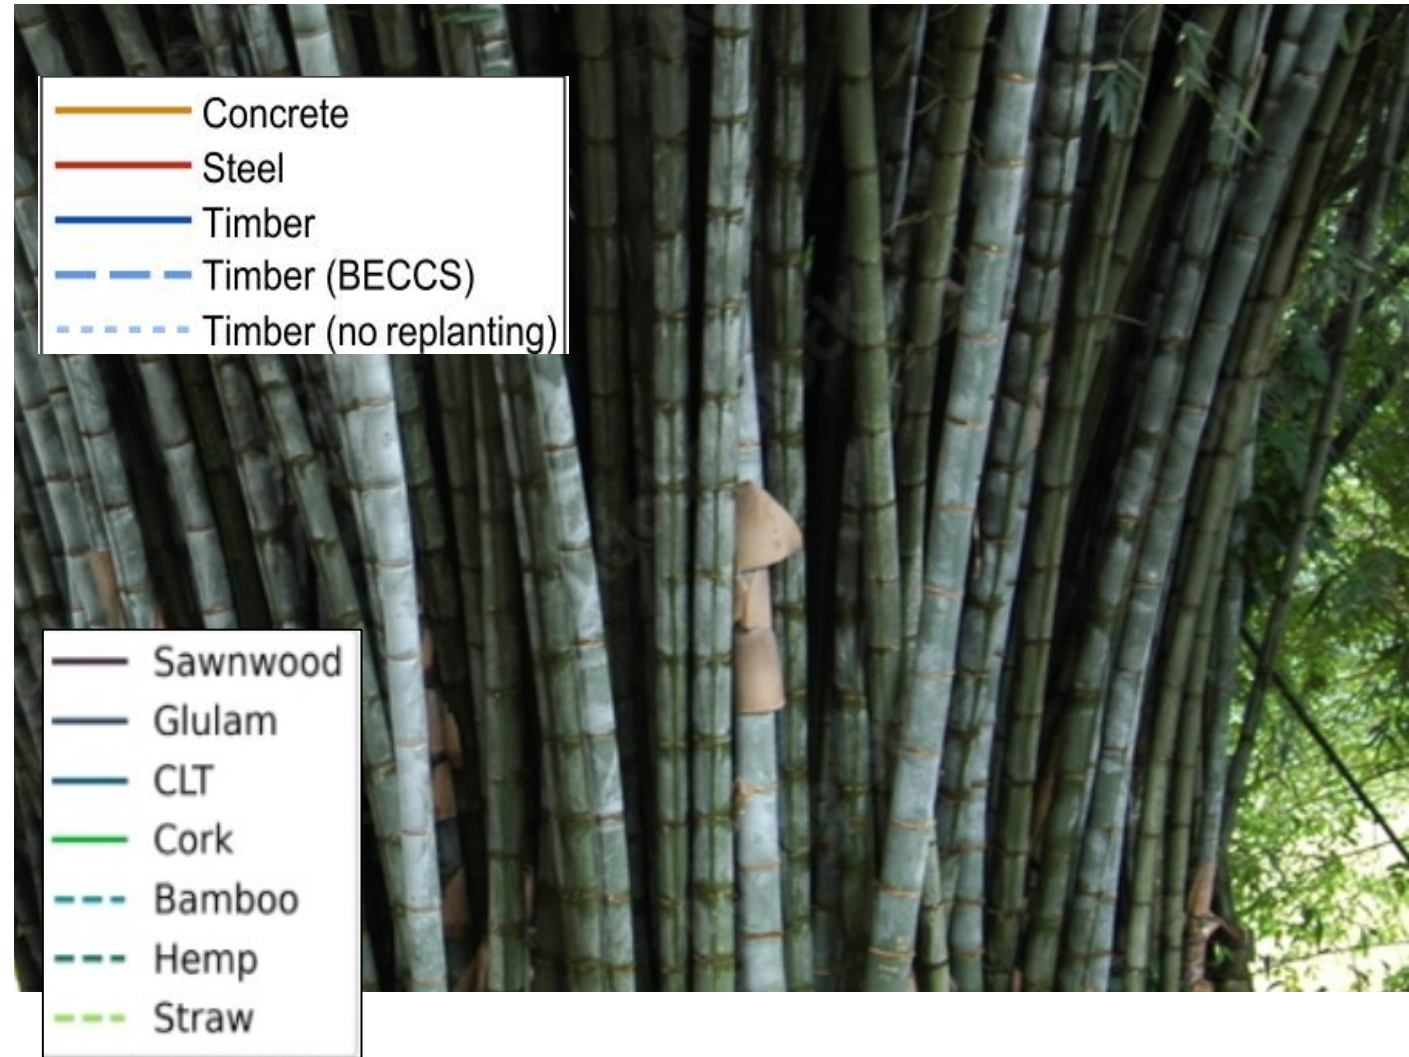 Concrete
Steel
Timber
Timber (BECCS)
Timber (no replanting)
Sawnwood
Glulam
CLT
Cork
Bamboo
Hemp
Straw